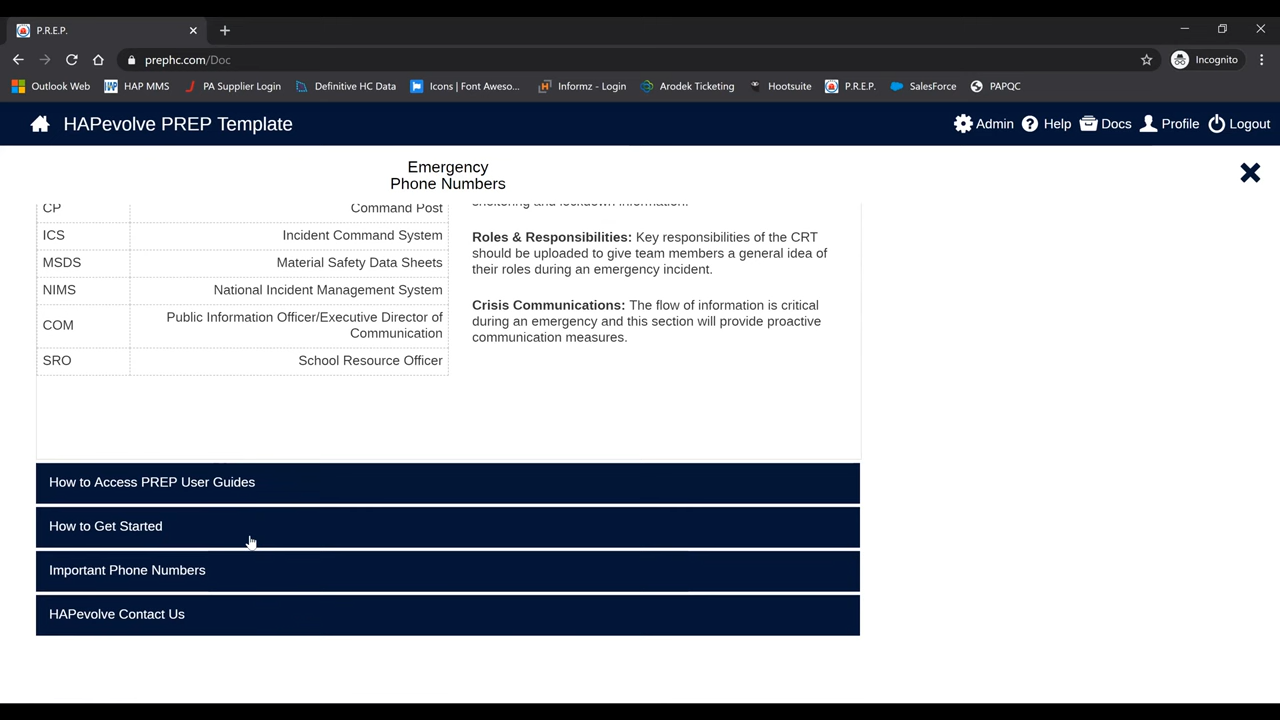 P.R.E.P.
prephc.com/Doc
Incognito
Outlook Web
HAP MMS
PA Supplier Login
Definitive HC Data
Icons | Font Aweso...
Informz - Login
Arodek Ticketing
Hootsuite
P.R.E.P.
SalesForce
PAPQC
HAPevolve PREP Template
Admin
Help
Docs
Profile
Logout
Emergency
Phone Numbers
CP Command Post
ICS Incident Command System
MSDS Material Safety Data Sheets
NIMS National Incident Management System
COM Public Information Officer/Executive Director of
Communication
SRO School Resource Officer
sheltering and lockdown information.
Roles & Responsibilities: Key responsibilities of the CRT
should be uploaded to give team members a general idea of
their roles during an emergency incident.
Crisis Communications: The flow of information is critical
during an emergency and this section will provide proactive
communication measures.
How to Access PREP User Guides
How to Get Started
Important Phone Numbers
HAPevolve Contact Us